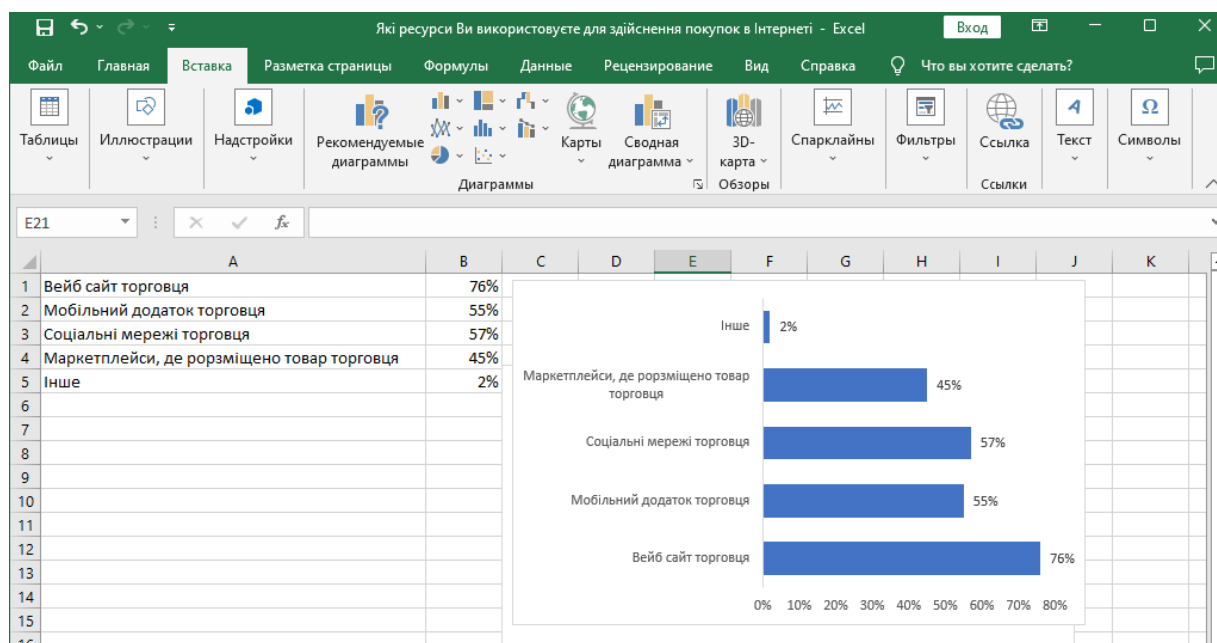 Які ресурси Ви використовуєте для здійснення покупок в Інтернеті - Excel
Вход
Файл Главная Вставка Разметка страницы Формулы Данные Рецензирование Вид Справка Что вы хотите сделать?
Таблицы
Иллюстрации
Надстройки
Рекомендуемые
диаграммы
Карты
Сводная
диаграмма
3D-
карта
Спарклайны
Фильтры
Ссылка
Текст
Символы
Диаграммы
Обзоры
Ссылки
E21
fx
A B C D E F G H I J K
1 Вейб сайт торговця 76%
2 Мобільний додаток торговця 55%
3 Соціальні мережі торговця 57%
4 Маркетплейси, де рорзміщено товар торговця 45%
5 Інше 2%
6
7
8
9
10
11
12
13
14
15
16
Інше 2%
Маркетплейси, де рорзміщено товар
торговця 45%
Соціальні мережі торговця 57%
Мобільний додаток торговця 55%
Вейб сайт торговця 76%
0% 10% 20% 30% 40% 50% 60% 70% 80%